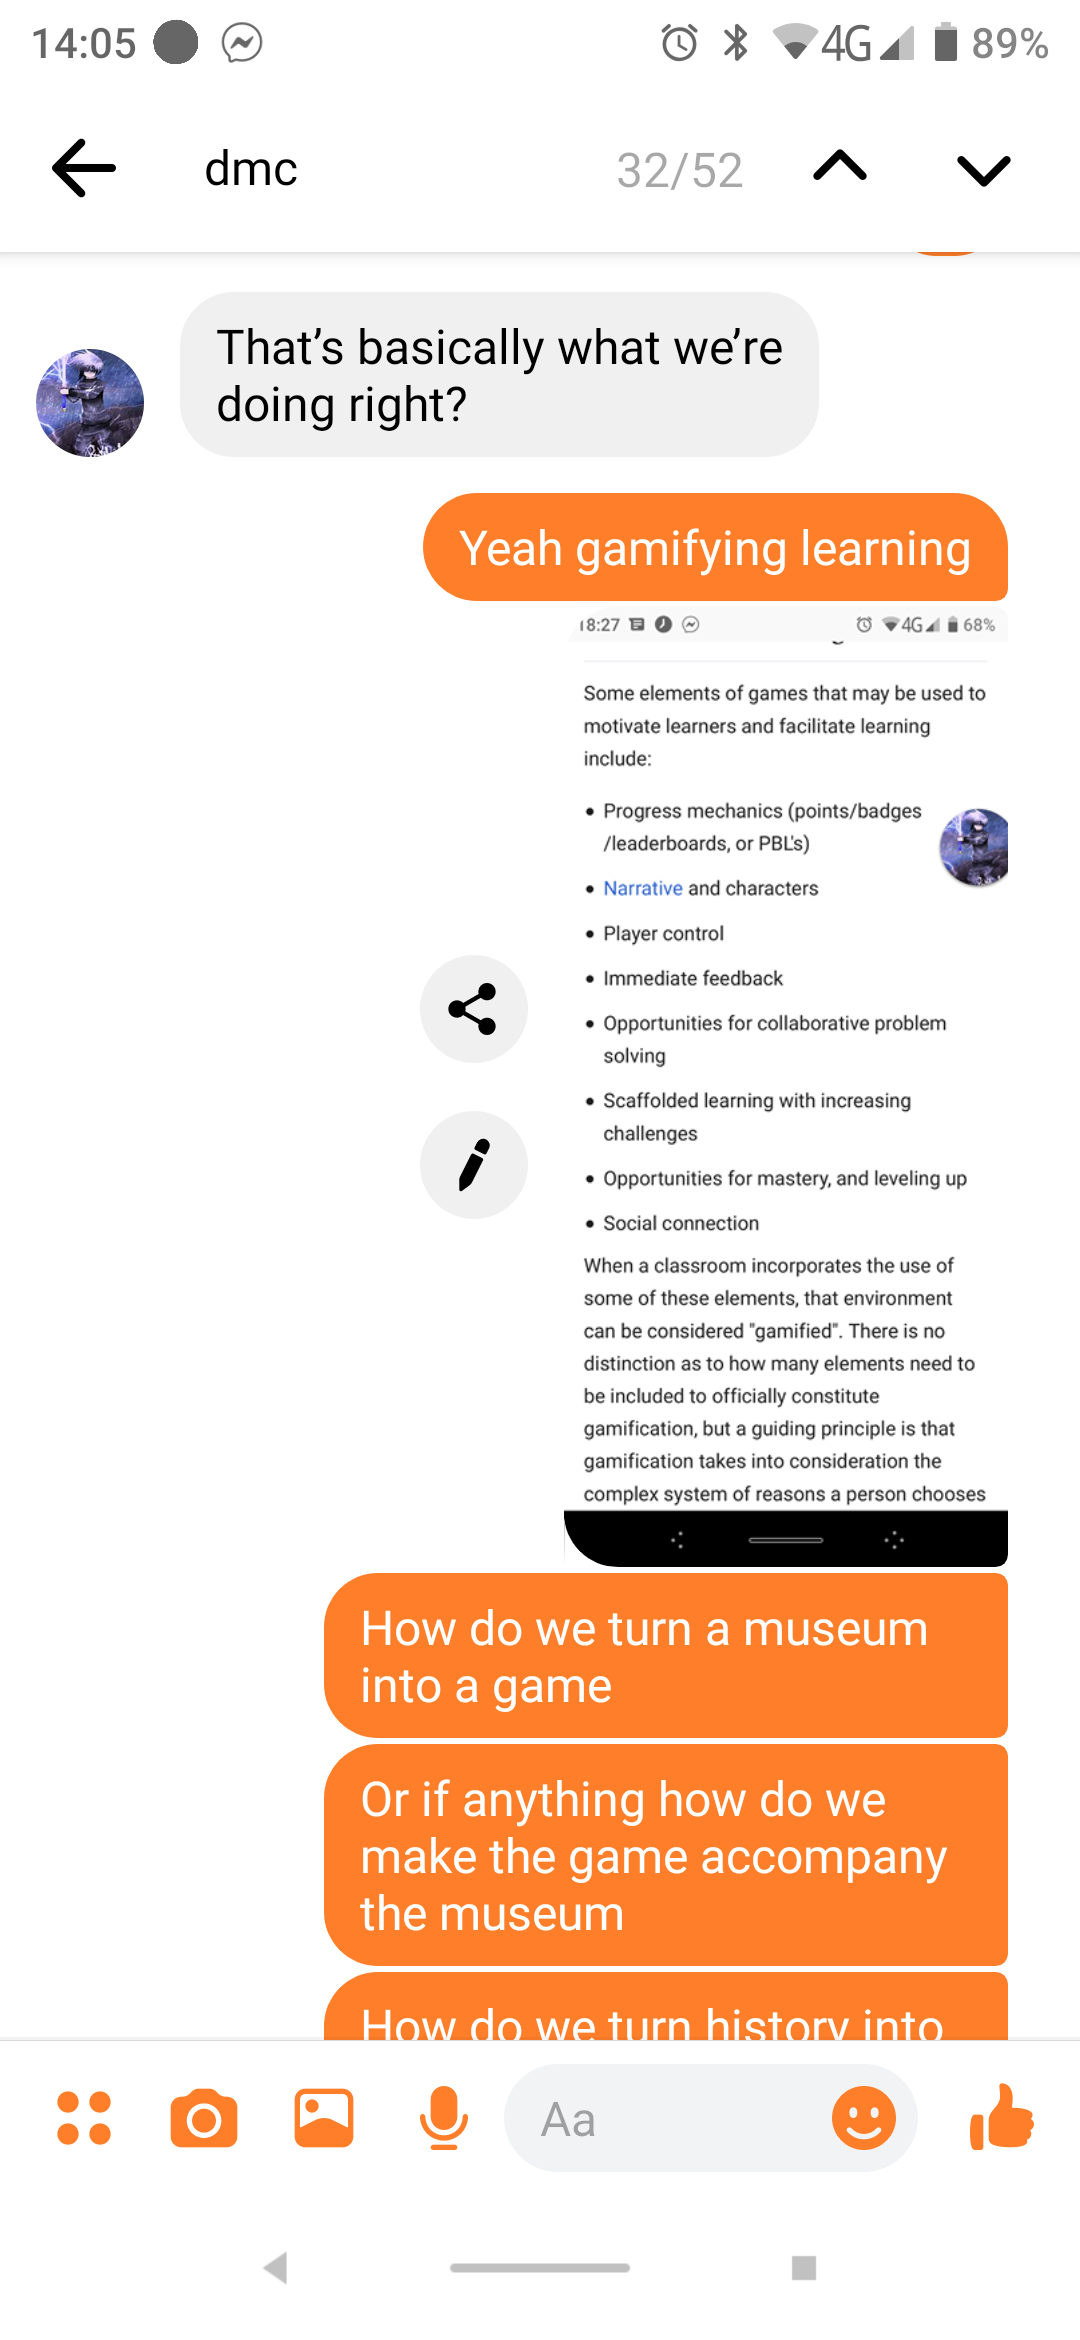 14:05 4G 89%
dmc 32/52
That’s basically what we’re
doing right?
Yeah gamifying learning
18:27 4G 68%
Some elements of games that may be used to
motivate learners and facilitate learning
include:
• Progress mechanics (points/badges
/leaderboards, or PBL's)
• Narrative and characters
• Player control
• Immediate feedback
• Opportunities for collaborative problem
solving
• Scaffolded learning with increasing
challenges
• Opportunities for mastery, and leveling up
• Social connection
When a classroom incorporates the use of
some of these elements, that environment
can be considered "gamified". There is no
distinction as to how many elements need to
be included to officially constitute
gamification, but a guiding principle is that
gamification takes into consideration the
complex system of reasons a person chooses
How do we turn a museum
into a game
Or if anything how do we
make the game accompany
the museum
How do we turn history into
Aa